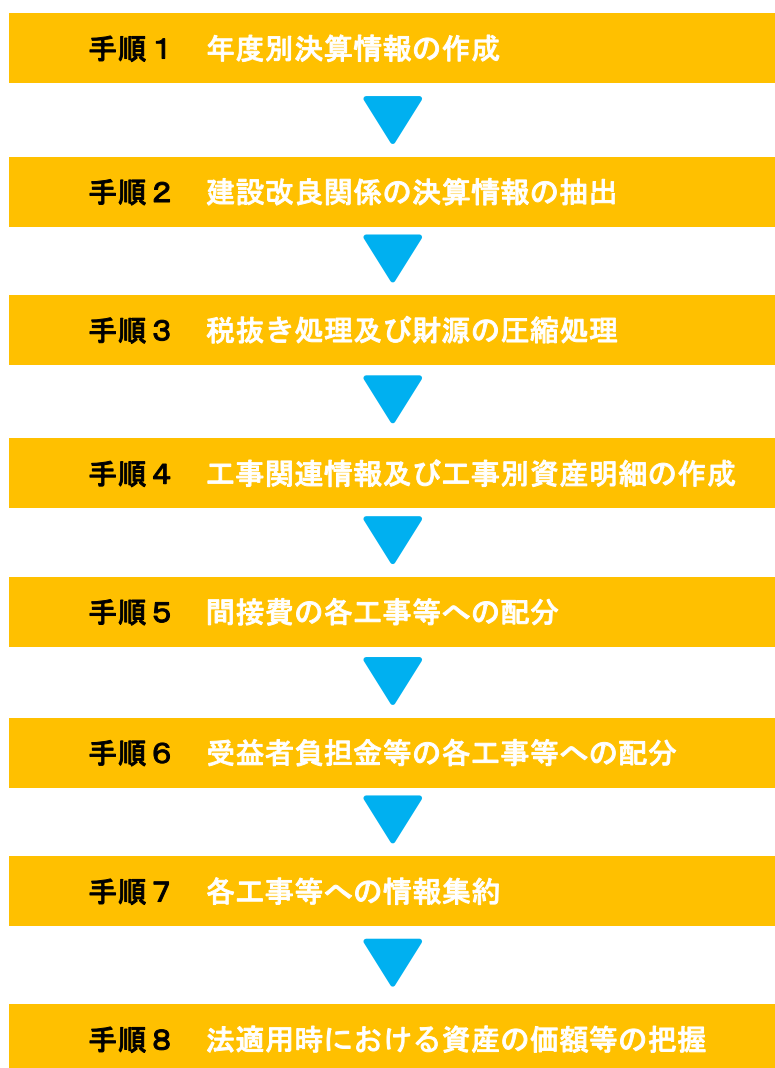 手順１　年度別決算情報の作成
手順２　建設改良関係の決算情報の抽出
手順３　税抜き処理及び財源の圧縮処理
手順４　工事関連情報及び工事別資産明細の作成
手順５　間接費の各工事等への配分
手順６　受益者負担金等の各工事等への配分
手順７　各工事等への情報集約
手順８　法適用時における資産の価額等の把握